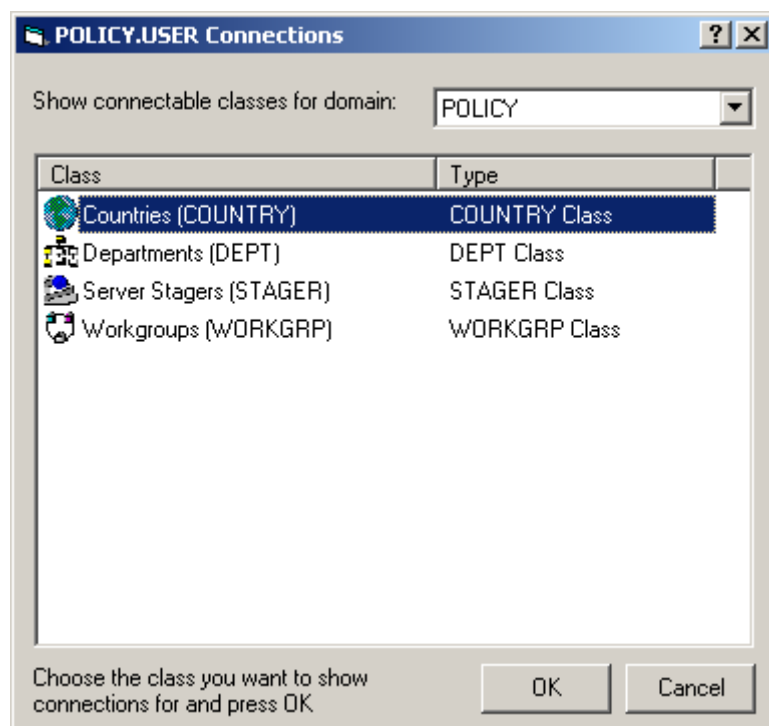 POLICY.USER Connections
Show connectable classes for domain: POLICY
Class Type
Countries (COUNTRY) COUNTRY Class
Departments (DEPT) DEPT Class
Server Stagers (STAGER) STAGER Class
Workgroups (WORKGRP) WORKGRP Class
Choose the class you want to show
connections for and press OK
OK Cancel